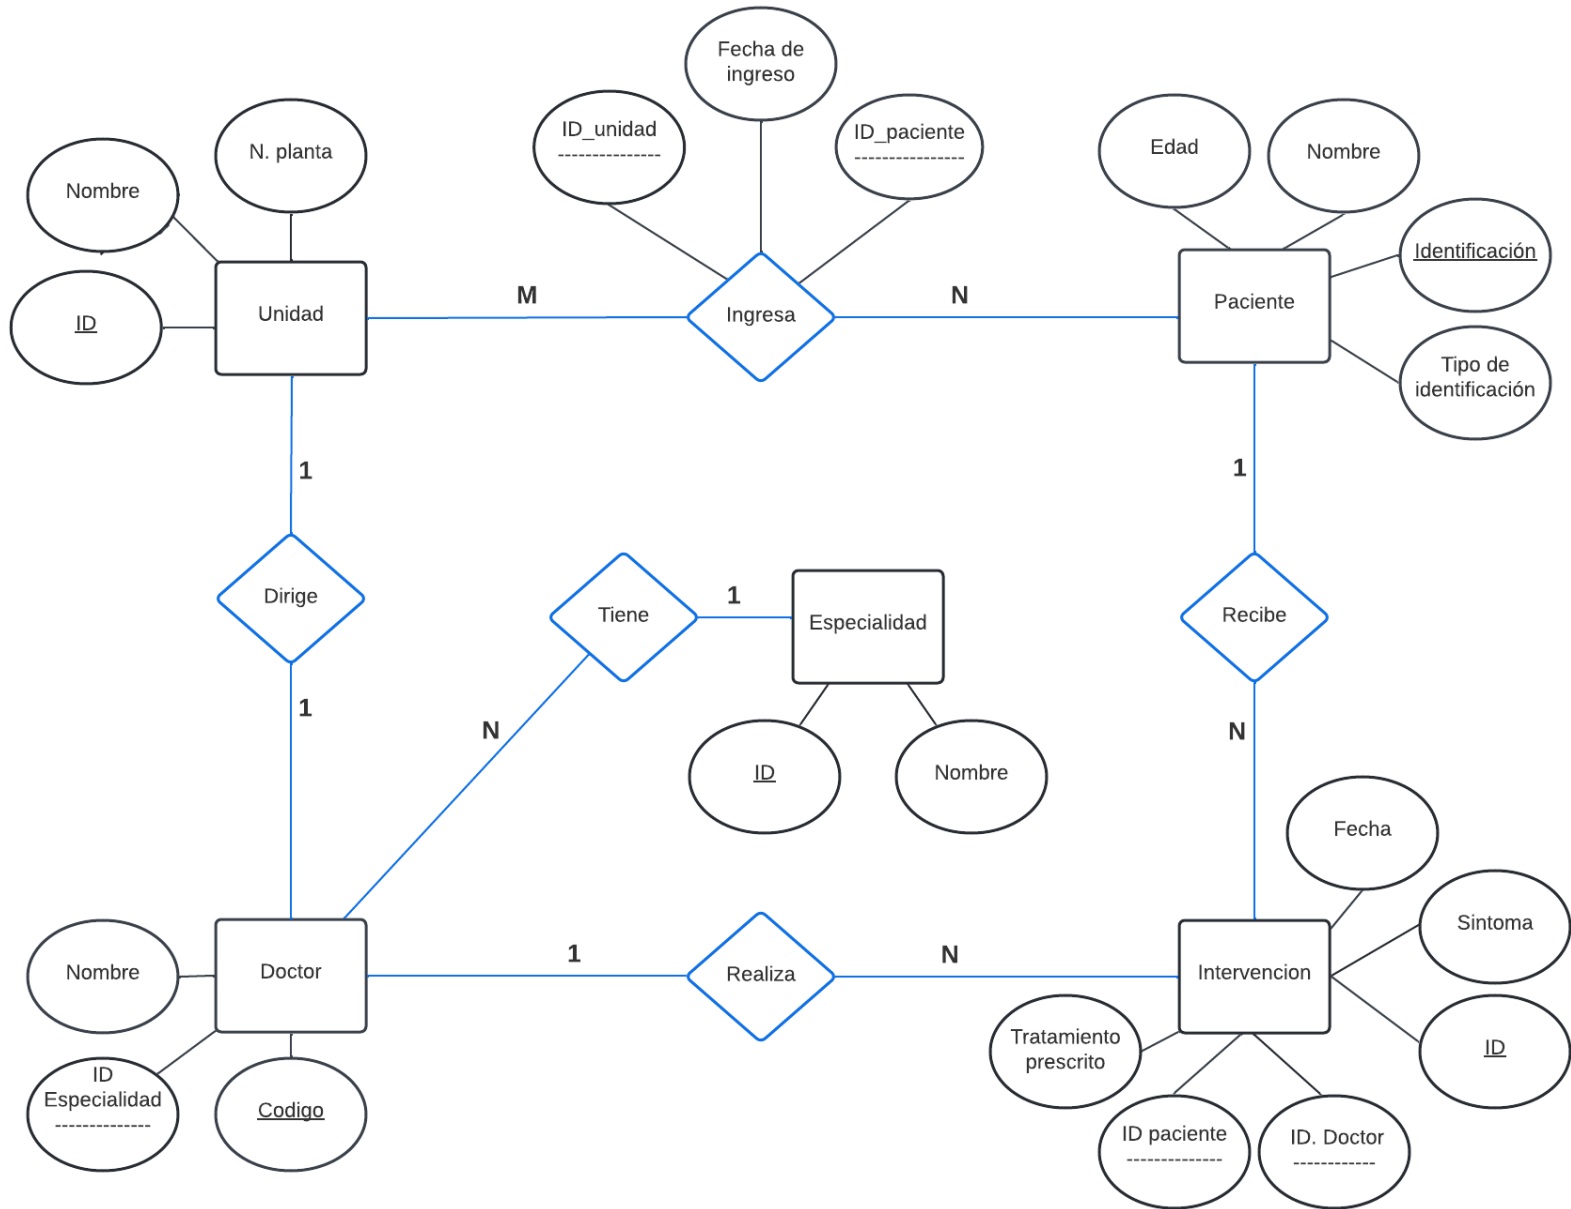 Fecha de
ingreso
ID_unidad
---------------
ID_paciente
----------------
N. planta
Nombre
ID
Unidad
M
Ingresa
N
Edad
Nombre
Identificación
Paciente
Tipo de
identificación
1
1
Dirige
Tiene
1
Especialidad
Recibe
1
N
N
ID
Nombre
Fecha
Sintoma
Nombre
Doctor
1
Realiza
N
Intervencion
Tratamiento
prescrito
ID
ID
Especialidad
--------------
Codigo
ID paciente
--------------
ID. Doctor
------------